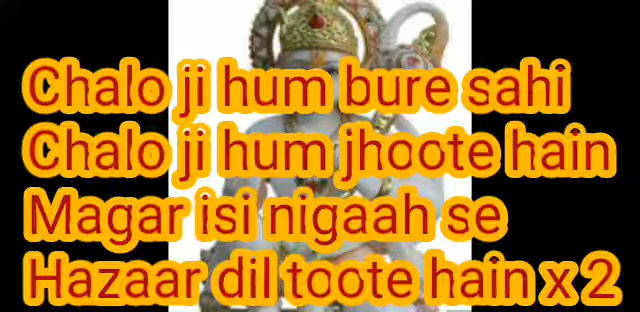 Chalo ji hum bure sahi
Chalo ji hum jhoote hain
Magar isi nigaah se
Hazaar dil toote hain x 2